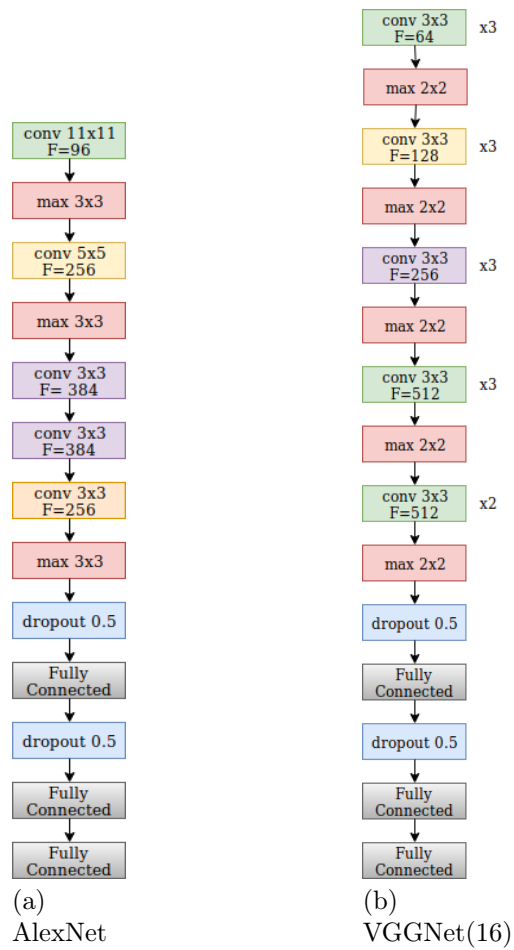 conv 11x11
F=96
max 3x3
conv 5x5
F=256
max 3x3
conv 3x3
F= 384
conv 3x3
F=384
conv 3x3
F=256
max 3x3
dropout 0.5
Fully
Connected
dropout 0.5
Fully
Connected
Fully
Connected
(a)
AlexNet
conv 3x3
F=64
x3
max 2x2
conv 3x3
F=128
x3
max 2x2
conv 3x3
F=256
x3
max 2x2
conv 3x3
F=512
x3
max 2x2
conv 3x3
F=512
x2
max 2x2
dropout 0.5
Fully
Connected
dropout 0.5
Fully
Connected
Fully
Connected
(b)
VGGNet(16)